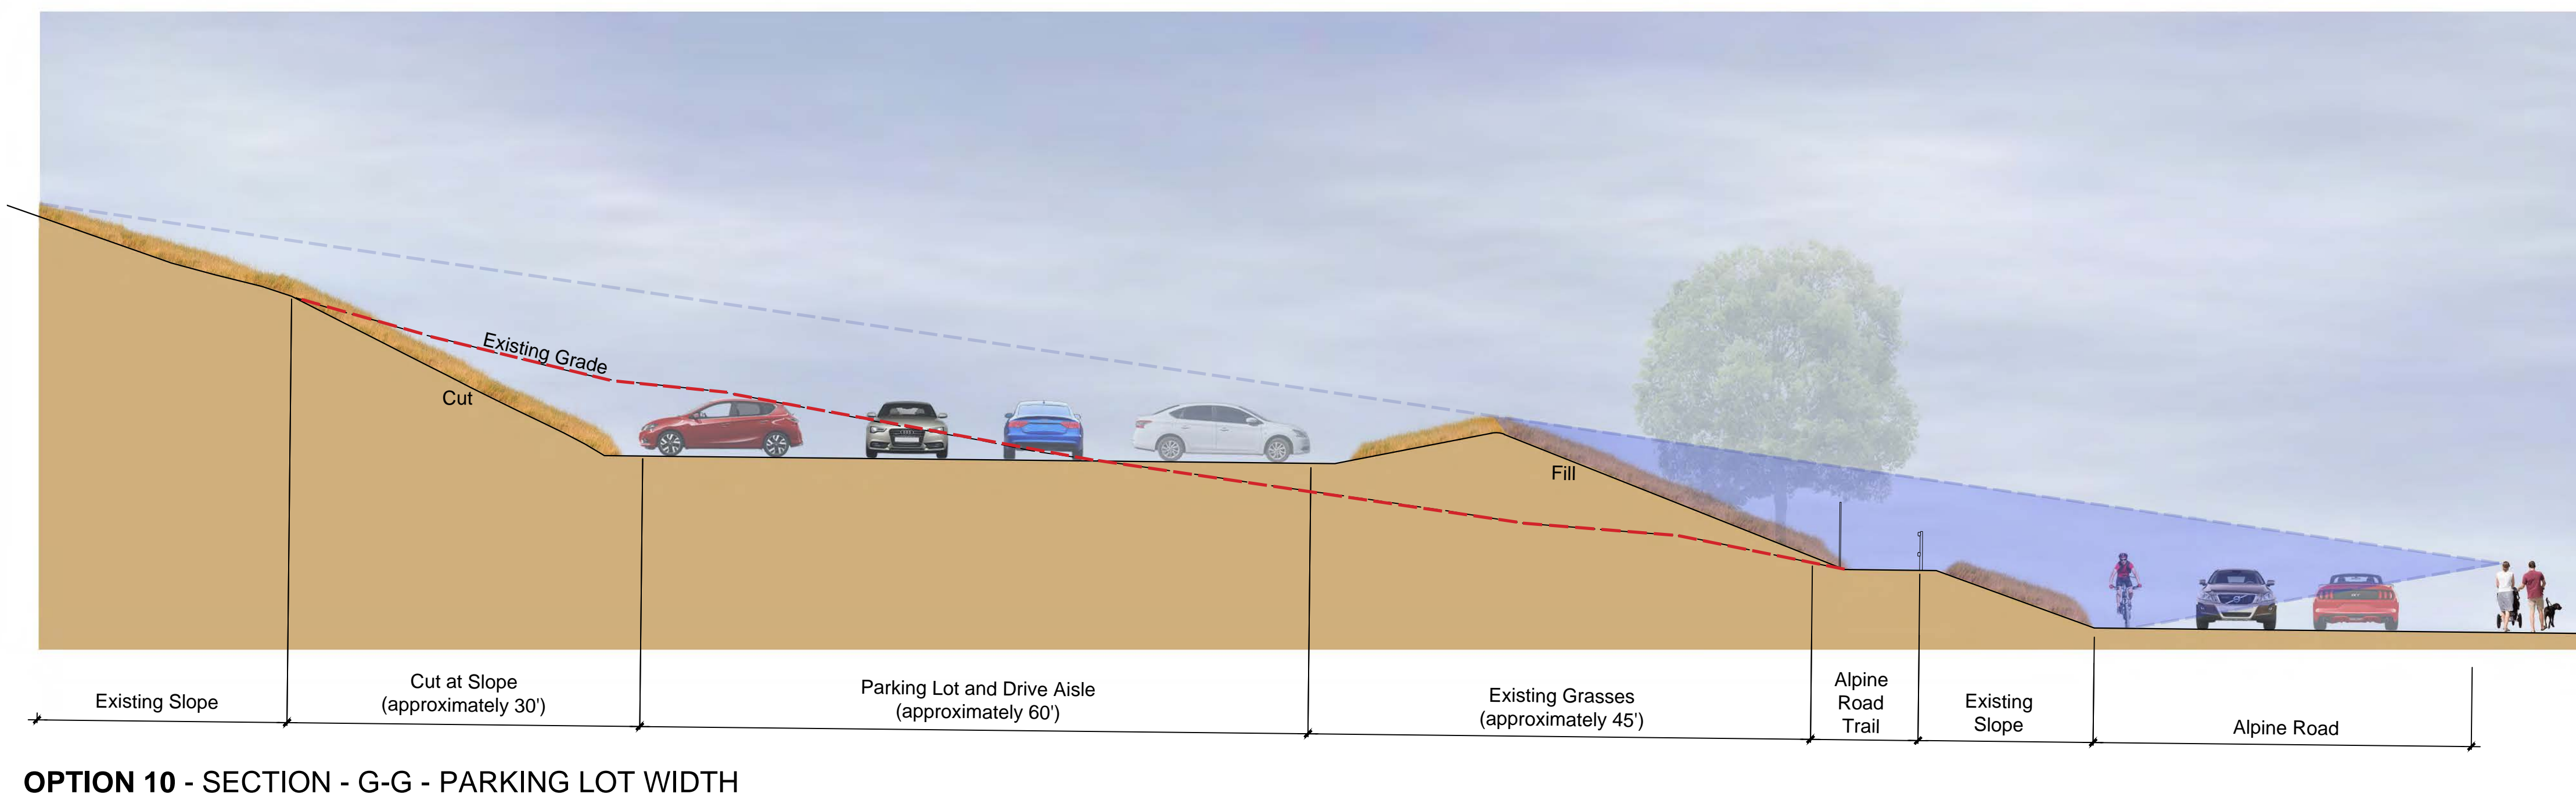 Existing Grade
Cut
Fill
Existing Slope
Cut at Slope
(approximately 30')
Parking Lot and Drive Aisle
(approximately 60')
Existing Grasses
(approximately 45')
Alpine
Road
Trail
Existing
Slope
Alpine Road
OPTION 10 - SECTION - G-G - PARKING LOT WIDTH